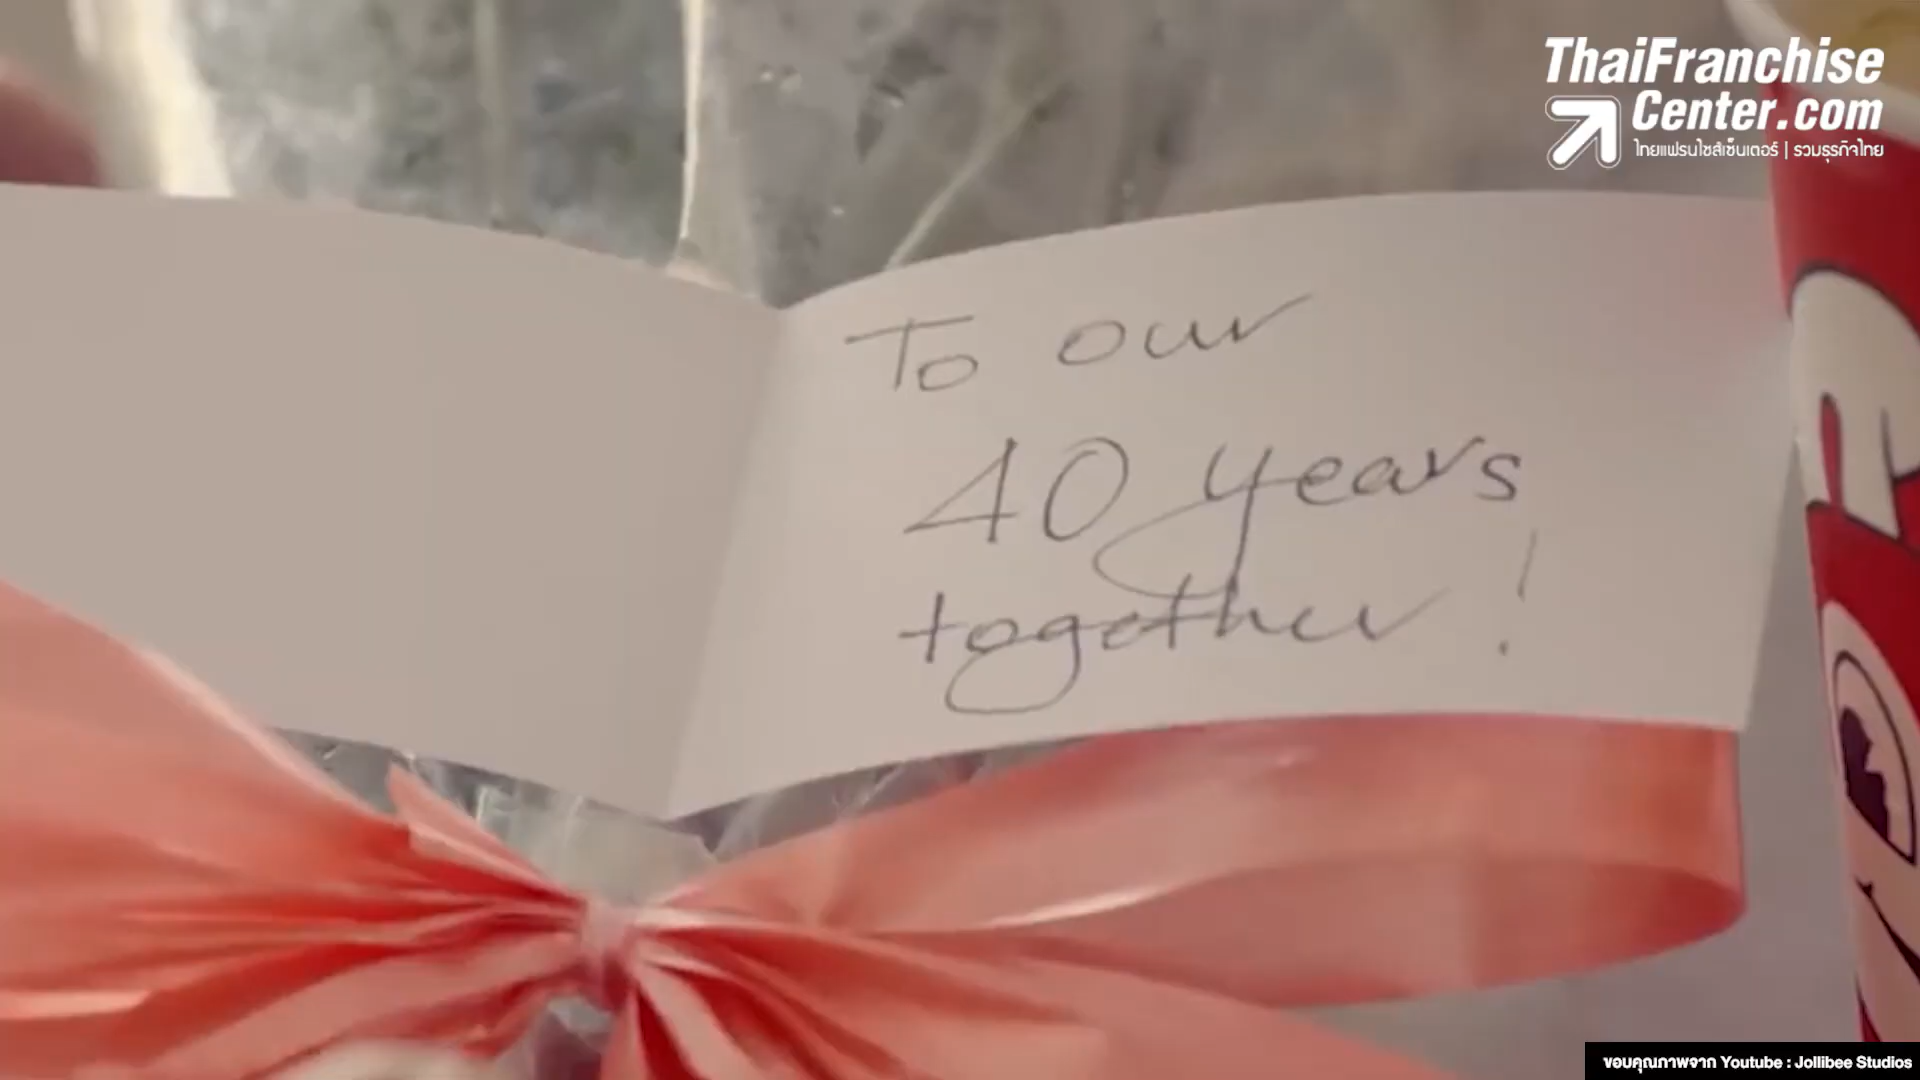 ThaiFranchise
Center.com
ไทยแฟรนไชส์เซ็นเตอร์ | รวมธุรกิจไทย
To our
40 years
together!
ขอบคุณภาพจาก Youtube : Jollibee Studios